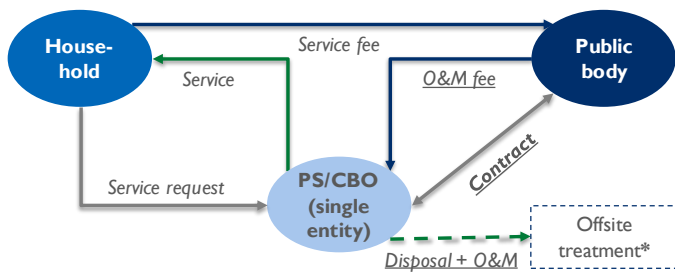 House-
hold
Service fee
Public
body
Service
O&M fee
Contract
Service request
PS/CBO
(single
entity)
Offsite
treatment*
Disposal + O&M